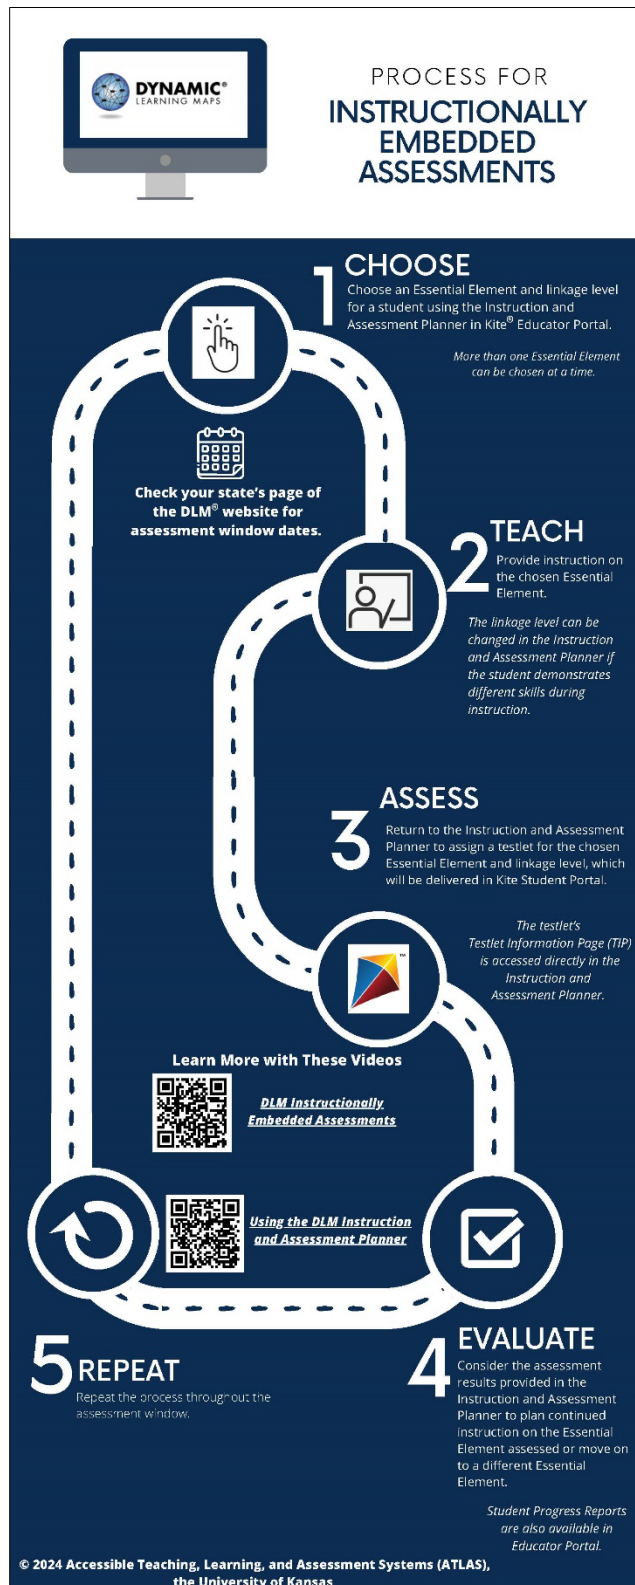 DYNAMIC®
LEARNING MAPS
PROCESS FOR
INSTRUCTIONALLY
EMBEDDED
ASSESSMENTS
1 CHOOSE
Choose an Essential Element and linkage level
for a student using the Instruction and
Assessment Planner in Kite® Educator Portal.
More than one Essential Element
can be chosen at a time.
Check your state's page of
the DLM® website for
assessment window dates.
2 TEACH
Provide instruction on
the chosen Essential
Element.
The linkage level can be
changed in the Instruction
and Assessment Planner if
the student demonstrates
different skills during
instruction.
3 ASSESS
Return to the Instruction and Assessment
Planner to assign a testlet for the chosen
Essential Element and linkage level, which
will be delivered in Kite Student Portal.
The testlet's
Testlet Information Page (TIP)
is accessed directly in the
Instruction and
Assessment Planner.
TM
Learn More with These Videos
DLM Instructionally
Embedded Assessments
Using the DLM Instruction
and Assessment Planner
4 EVALUATE
Consider the assessment
results provided in the
Instruction and Assessment
Planner to plan continued
instruction on the Essential
Element assessed or move on
to a different Essential
Element.
Student Progress Reports
are also available in
Educator Portal.
5 REPEAT
Repeat the process throughout the
assessment window.
© 2024 Accessible Teaching, Learning, and Assessment Systems (ATLAS),
the University of Kansas